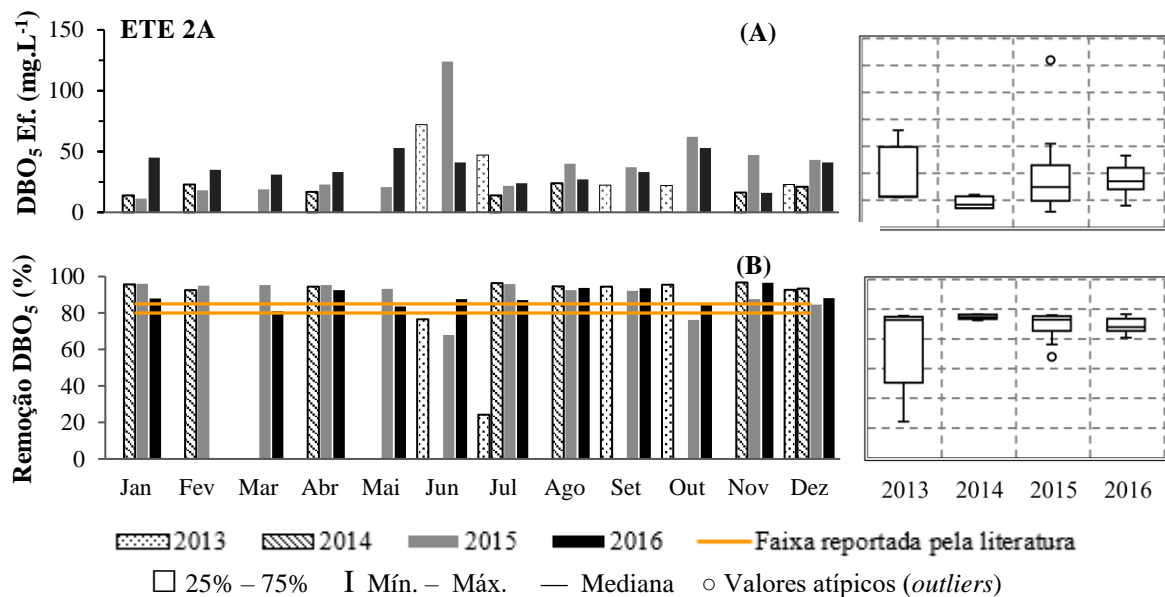 ETE 2A
(A)
DBO₅ Ef. (mg.L⁻¹)
150
100
50
0
(B)
Remoção DBO₅ (%)
100
80
60
40
20
0
Jan Fev Mar Abr Mai Jun Jul Ago Set Out Nov Dez
2013 2014 2015 2016
2013 2014 2015 2016 Faixa reportada pela literatura
25% – 75% Mín. – Máx. — Mediana Valores atípicos (outliers)